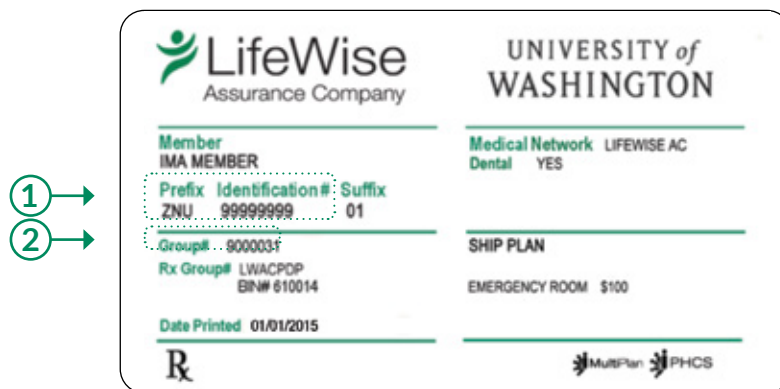 LifeWise
Assurance Company
UNIVERSITY of
WASHINGTON
Member
IMA MEMBER
Medical Network LIFEWISE AC
Dental YES
1
Prefix Identification# Suffix
ZNU 99999999 01
2
Group# 9000031
Rx Group# LWACPOP
BIN# 610014
Date Printed 01/01/2015
SHIP PLAN
EMERGENCY ROOM $100
Rx
MultiPlan PHCS